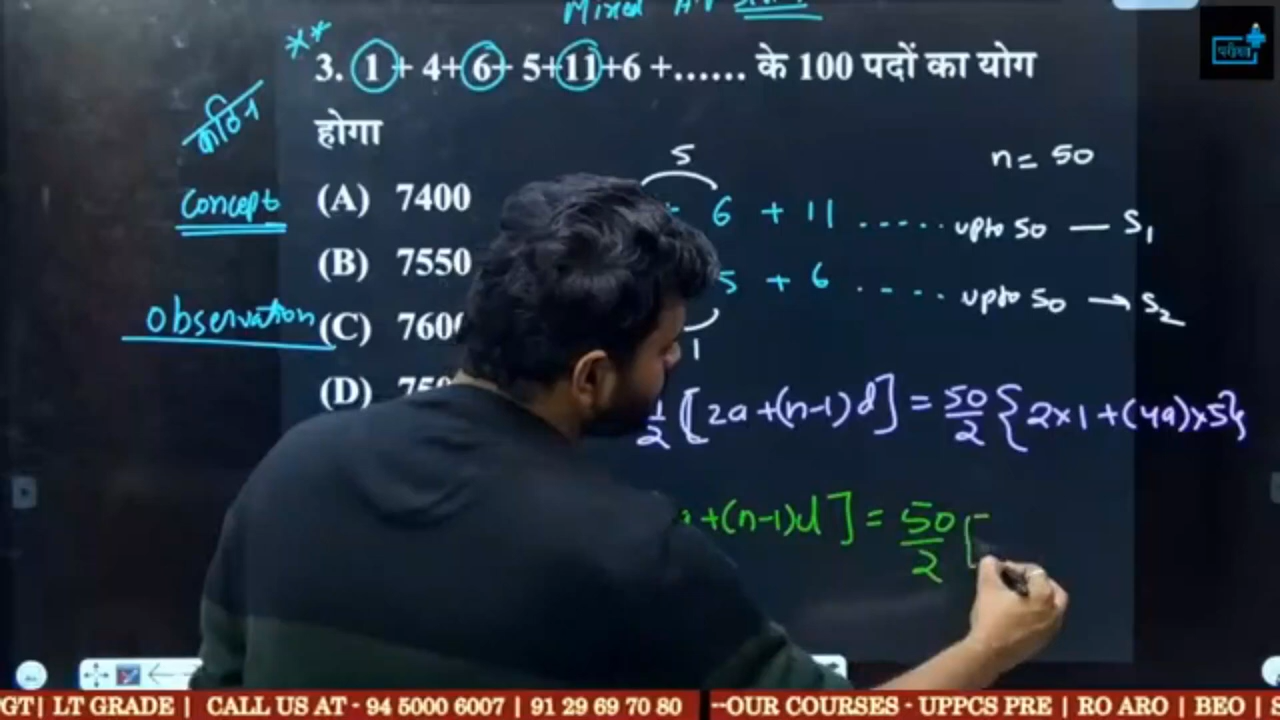 Mixed
** 3. 1 + 4+ 6+ 5+11+6 +...... के 100 पदों का योग
होगा
कठिन
Concept
Observation
(A) 7400
(B) 7550
(C) 760
(D) 75
n = 50
5
6 + 11 ..... upto 50 — S₁
5 + 6 .... upto 50 → S₂
1
/2 [2a +(n-1) d] = 50/2 {2×1 +(49)×5}
+(n-1)d] = 50/2 [
परीक्षा
GT| LT GRADE | CALL US AT - 94 5000 6007 | 91 29 69 70 80 --OUR COURSES - UPPCS PRE | RO ARO | BEO |